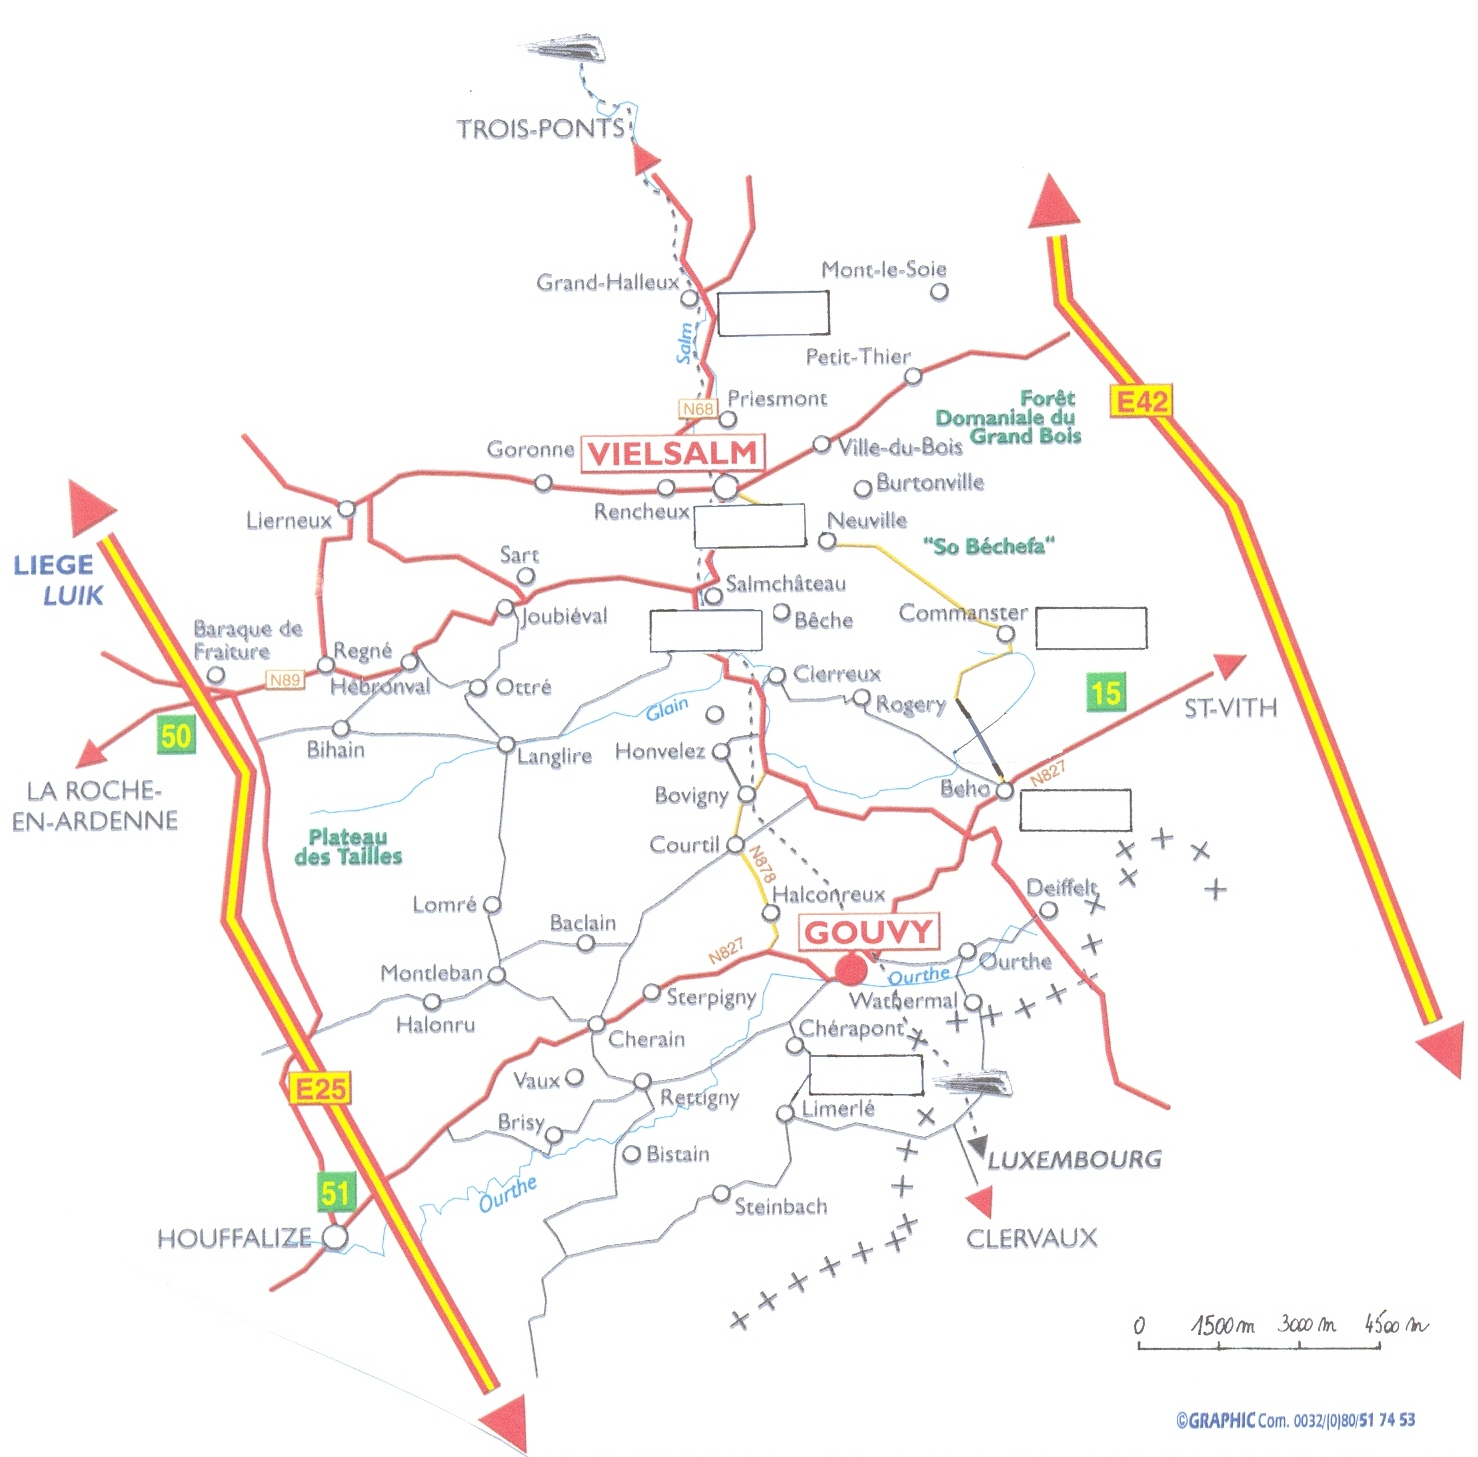 TROIS-PONTS
Grand-Halleux
Mont-le-Soie
Salm
Petit-Thier
N68
Priesmont
Forêt
Domaniale du
Grand Bois
E42
Goronne
VIELSALM
Ville-du-Bois
Burtonville
Lierneux
Rencheux
Neuville
"So Béchefa"
LIEGE
LUIK
Sart
Salmchâteau
Joubiéval
Bêche
Commanster
Baraque de
Fraiture
Regné
N89
Hébronval
Ottré
Cierreux
Rogery
15
ST-VITH
50
Glain
Bihain
Langlire
Honvelez
LA ROCHE-
EN-ARDENNE
Bovigny
Beho
N827
Plateau
des Tailles
Courtil
N878
Halconreux
Deiffelt
Lomré
Baclain
GOUVY
N827
Ourthe
Ourthe
Montleban
Sterpigny
Wathermal
Halonru
Cherain
Chérapont
Vaux
E25
Rettigny
Limerlé
Brisy
Bistain
LUXEMBOURG
51
Ourthe
Steinbach
HOUFFALIZE
CLERVAUX
0 1500 m 3000 m 4500 m
©GRAPHIC Com. 0032/(0)80/51 74 53